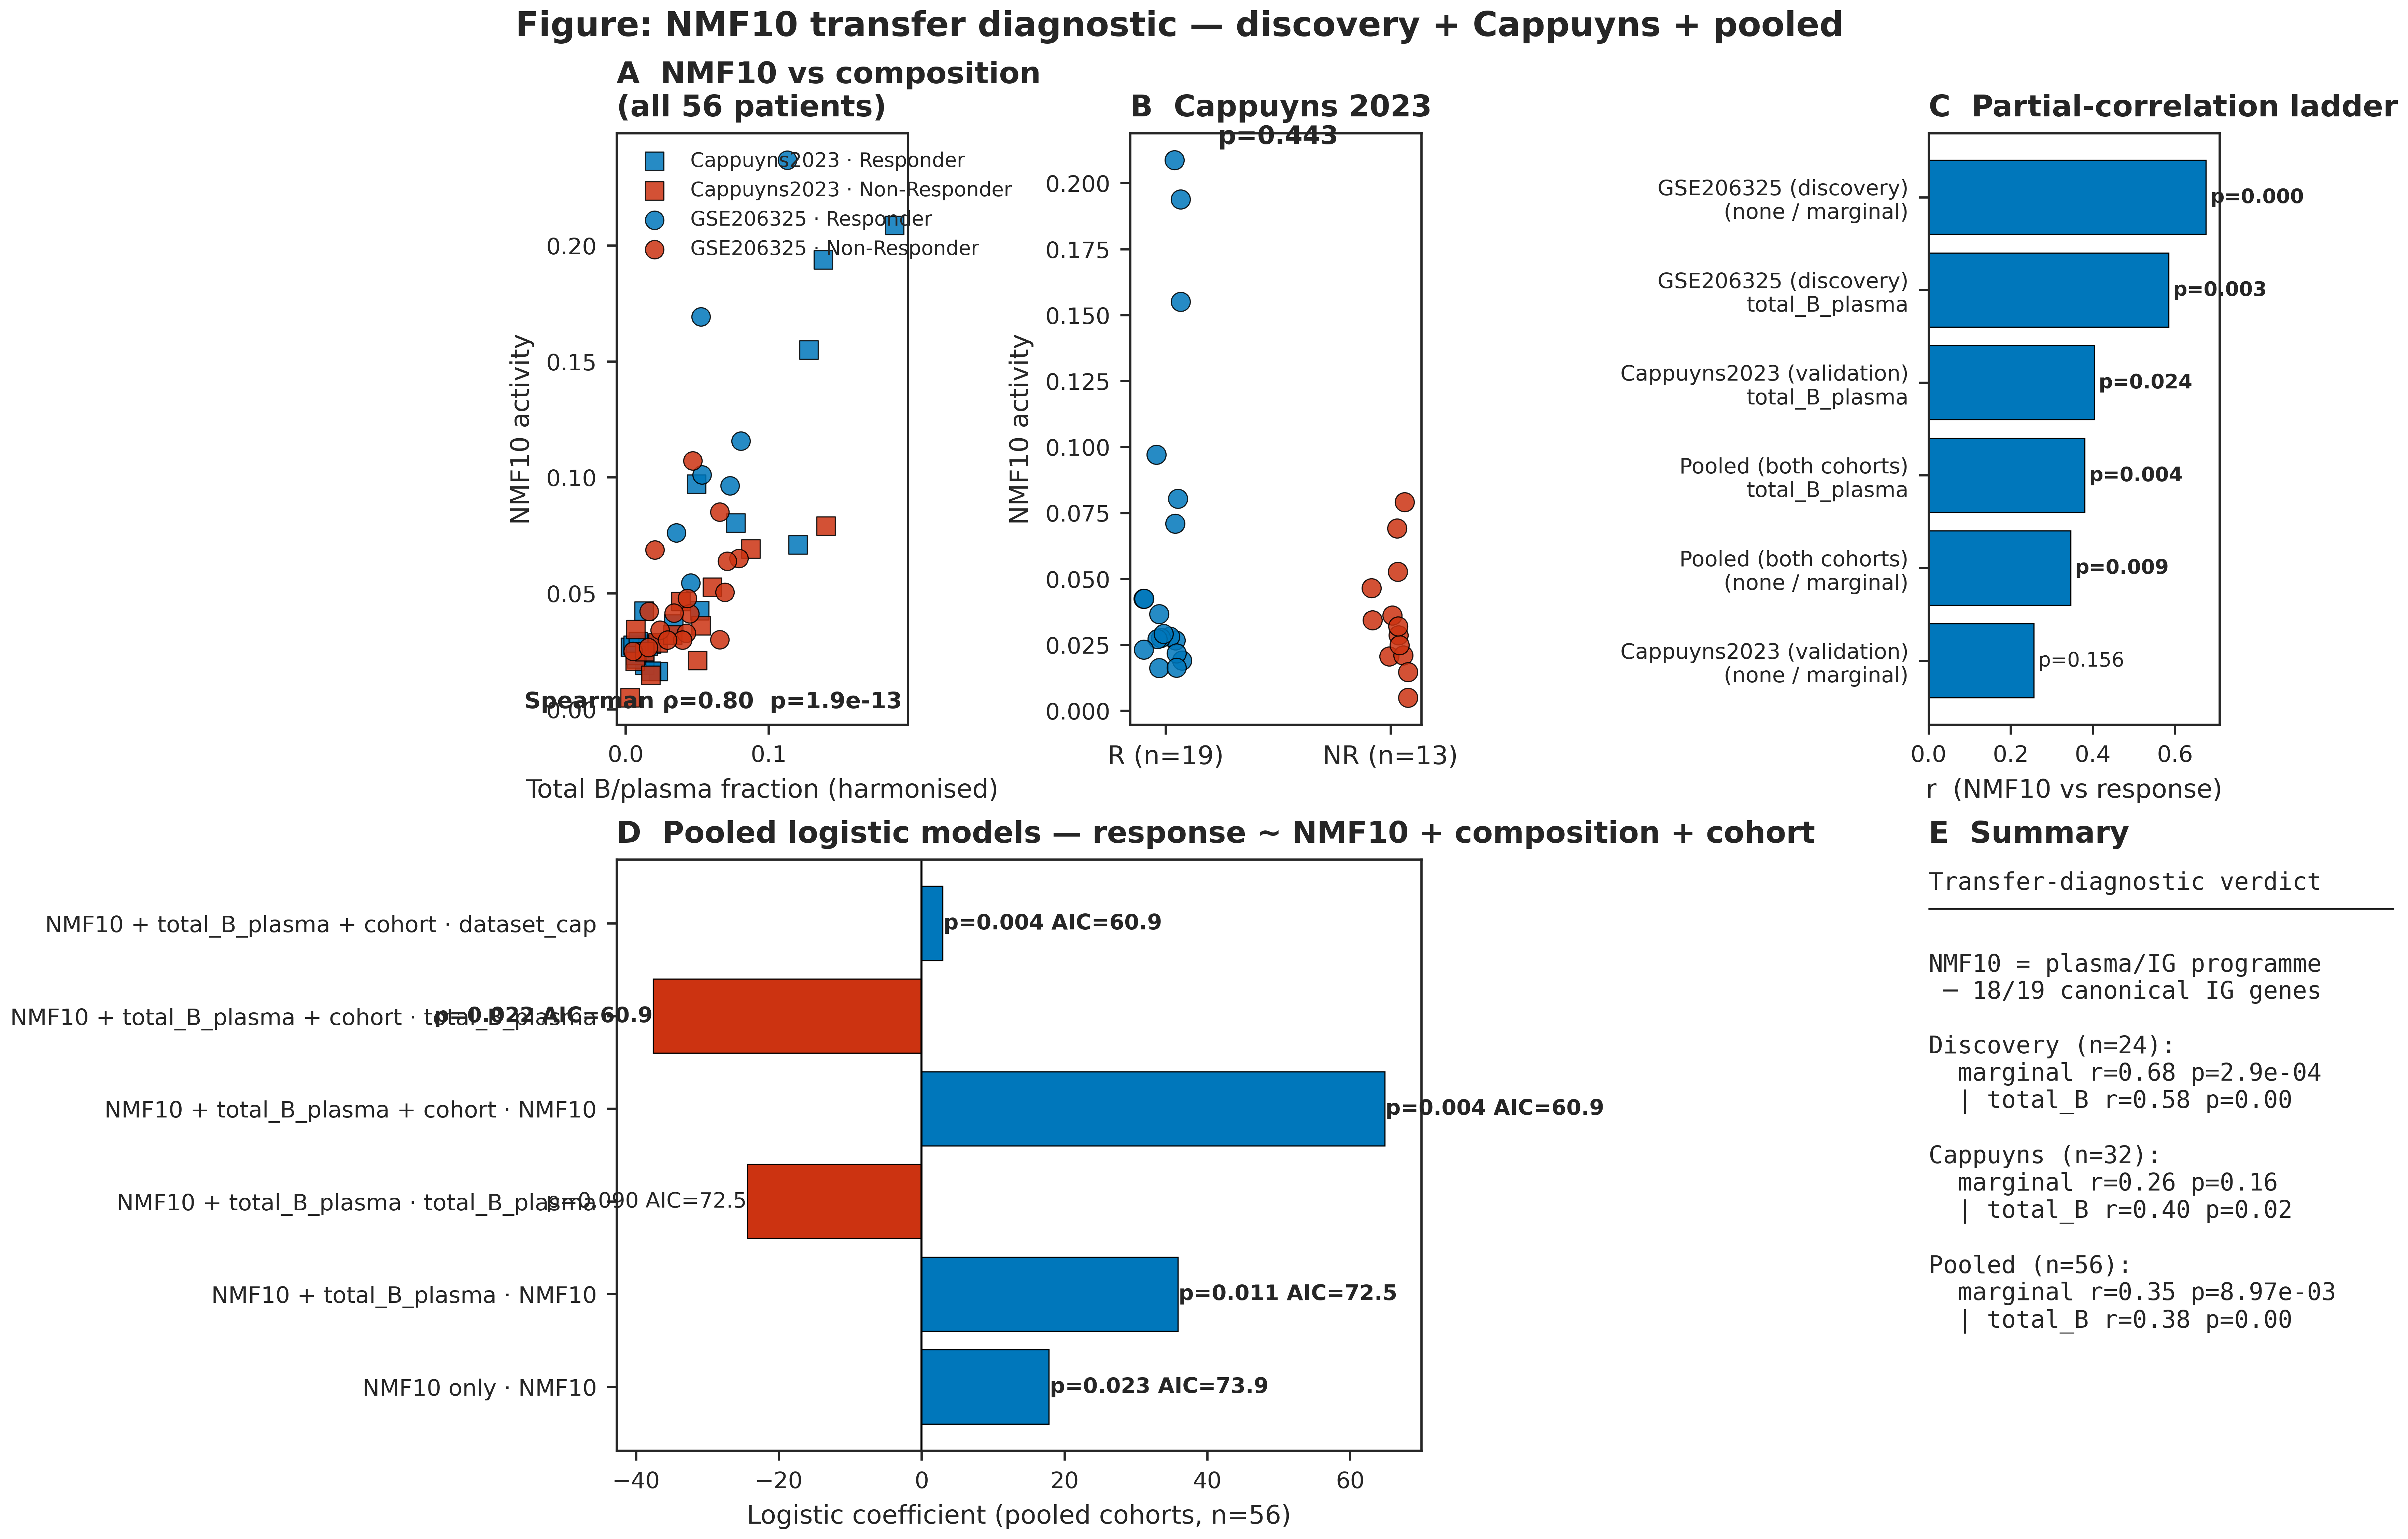 Figure: NMF10 transfer diagnostic — discovery + Cappuyns + pooled
A  NMF10 vs composition
(all 56 patients)
Cappuyns2023 · Responder
Cappuyns2023 · Non-Responder
GSE206325 · Responder
GSE206325 · Non-Responder
NMF10 activity
0.20
0.15
0.10
0.05
0.00
Spearman ρ=0.80  p=1.9e-13
0.0
0.1
Total B/plasma fraction (harmonised)
B  Cappuyns 2023
p=0.443
NMF10 activity
0.200
0.175
0.150
0.125
0.100
0.075
0.050
0.025
0.000
R (n=19)
NR (n=13)
C  Partial-correlation ladder
GSE206325 (discovery)
(none / marginal)
p=0.000
GSE206325 (discovery)
total_B_plasma
p=0.003
Cappuyns2023 (validation)
total_B_plasma
p=0.024
Pooled (both cohorts)
total_B_plasma
p=0.004
Pooled (both cohorts)
(none / marginal)
p=0.009
Cappuyns2023 (validation)
(none / marginal)
p=0.156
0.0
0.2
0.4
0.6
r  (NMF10 vs response)
D  Pooled logistic models — response ~ NMF10 + composition + cohort
NMF10 + total_B_plasma + cohort · dataset_cap
p=0.004 AIC=60.9
NMF10 + total_B_plasma + cohort · total_B_plasma
p=0.022 AIC=60.9
NMF10 + total_B_plasma + cohort · NMF10
p=0.004 AIC=60.9
NMF10 + total_B_plasma · total_B_plasma
p=0.090 AIC=72.5
NMF10 + total_B_plasma · NMF10
p=0.011 AIC=72.5
NMF10 only · NMF10
p=0.023 AIC=73.9
−40
−20
0
20
40
60
Logistic coefficient (pooled cohorts, n=56)
E  Summary
Transfer-diagnostic verdict
NMF10 = plasma/IG programme
— 18/19 canonical IG genes
Discovery (n=24):
marginal r=0.68 p=2.9e-04
| total_B r=0.58 p=0.00
Cappuyns (n=32):
marginal r=0.26 p=0.16
| total_B r=0.40 p=0.02
Pooled (n=56):
marginal r=0.35 p=8.97e-03
| total_B r=0.38 p=0.00